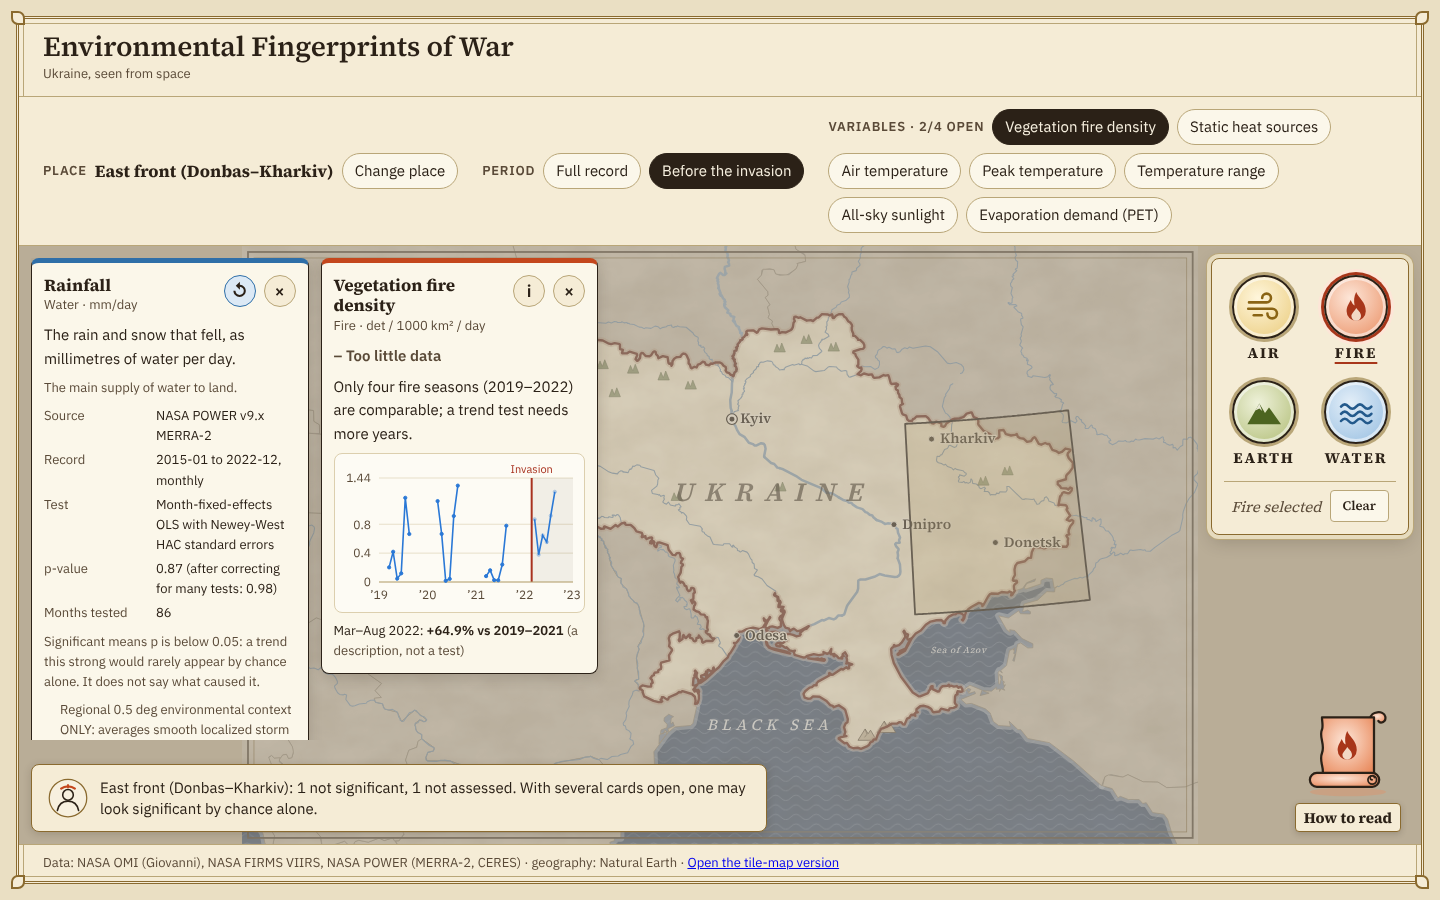 Environmental Fingerprints of War
Ukraine, seen from space
VARIABLES · 2/4 OPEN Vegetation fire density Static heat sources
PLACE East front (Donbas–Kharkiv) Change place PERIOD Full record Before the invasion Air temperature Peak temperature Temperature range
All-sky sunlight Evaporation demand (PET)
Rainfall
Water · mm/day
The rain and snow that fell, as
millimetres of water per day.
The main supply of water to land.
Source NASA POWER v9.x
MERRA-2
Record 2015-01 to 2022-12,
monthly
Test Month-fixed-effects
OLS with Newey-West
HAC standard errors
p-value 0.87 (after correcting
for many tests: 0.98)
Months tested 86
Significant means p is below 0.05: a trend
this strong would rarely appear by chance
alone. It does not say what caused it.
Regional 0.5 deg environmental context
ONLY: averages smooth localized storm
Vegetation fire
density
i
×
×
Fire · det / 1000 km² / day
– Too little data
Only four fire seasons (2019–2022)
are comparable; a trend test needs
more years.
Invasion
1.44
0.8
0.4
0
’19 ’20 ’21 ’22 ’23
Mar–Aug 2022: +64.9% vs 2019–2021 (a
description, not a test)
Kyiv
Kharkiv
UKRAINE
Dnipro
Donetsk
Odesa
Sea of Azov
BLACK SEA
AIR FIRE
EARTH WATER
Fire selected Clear
How to read
East front (Donbas–Kharkiv): 1 not significant, 1 not assessed. With several cards open, one may
look significant by chance alone.
Data: NASA OMI (Giovanni), NASA FIRMS VIIRS, NASA POWER (MERRA-2, CERES) · geography: Natural Earth · Open the tile-map version